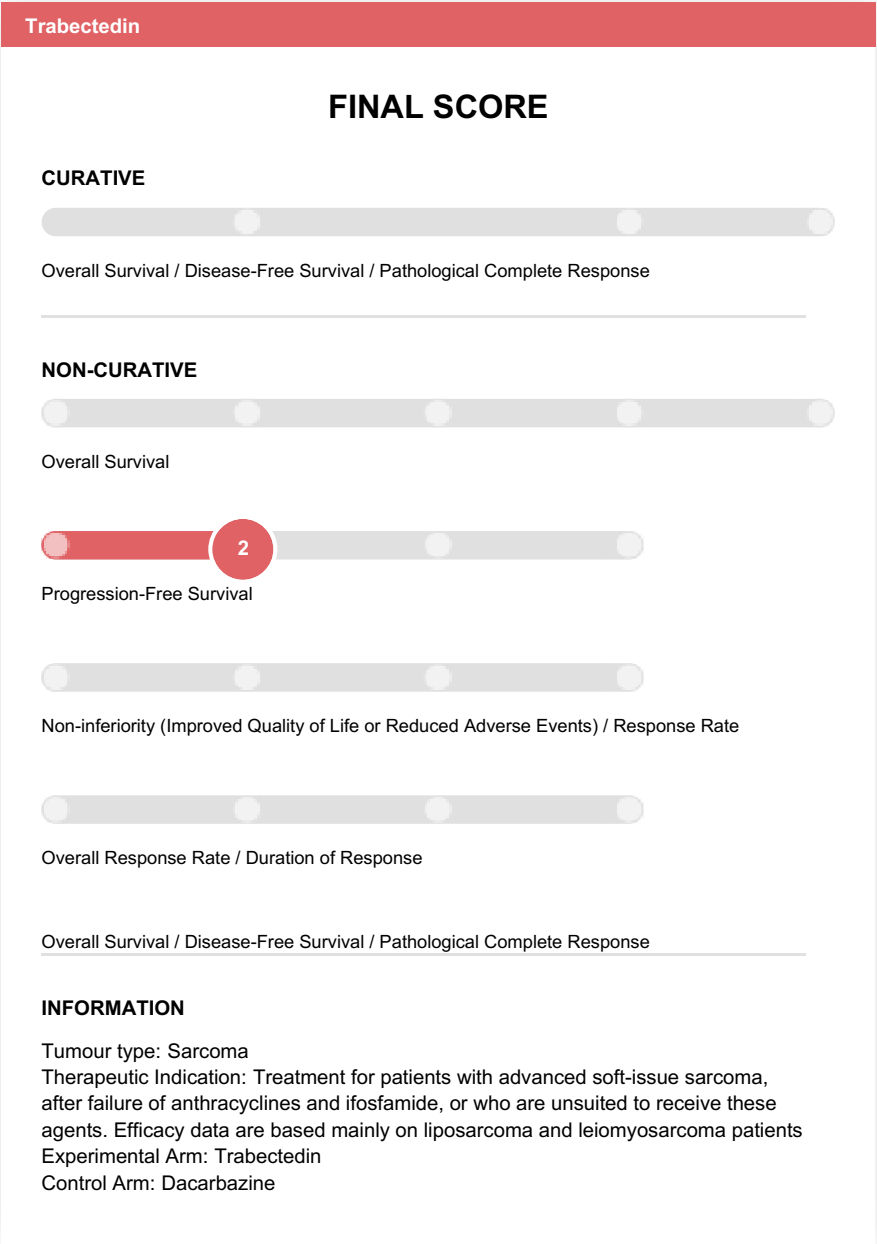 Trabectedin
FINAL SCORE
CURATIVE
Overall Survival / Disease-Free Survival / Pathological Complete Response
NON-CURATIVE
Overall Survival
2
Progression-Free Survival
Non-inferiority (Improved Quality of Life or Reduced Adverse Events) / Response Rate
Overall Response Rate / Duration of Response
Overall Survival / Disease-Free Survival / Pathological Complete Response
INFORMATION
Tumour type: Sarcoma
Therapeutic Indication: Treatment for patients with advanced soft-issue sarcoma,
after failure of anthracyclines and ifosfamide, or who are unsuited to receive these
agents. Efficacy data are based mainly on liposarcoma and leiomyosarcoma patients
Experimental Arm: Trabectedin
Control Arm: Dacarbazine